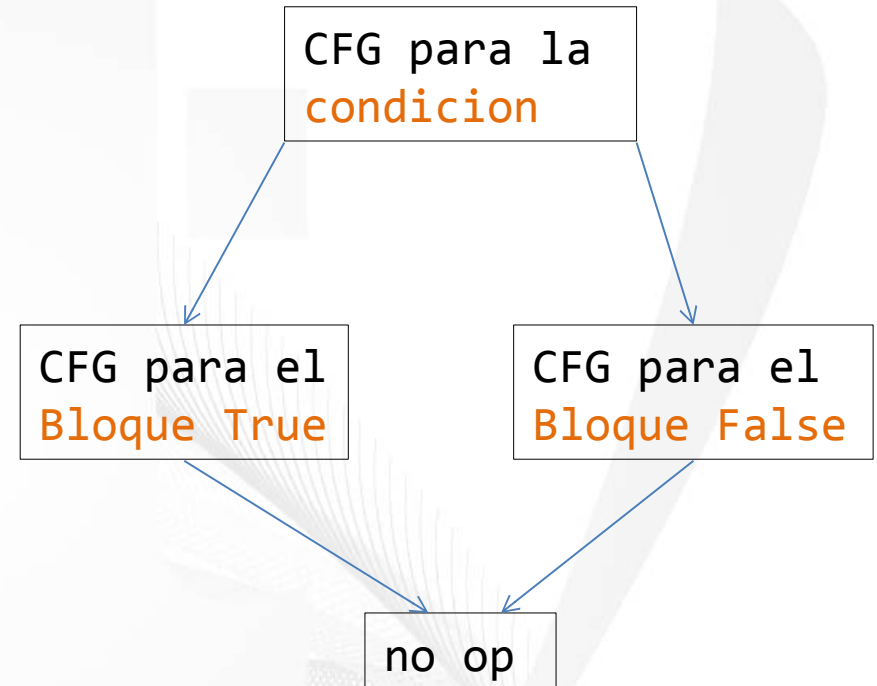 CFG para la
condicion
CFG para el
Bloque True
CFG para el
Bloque False
no op